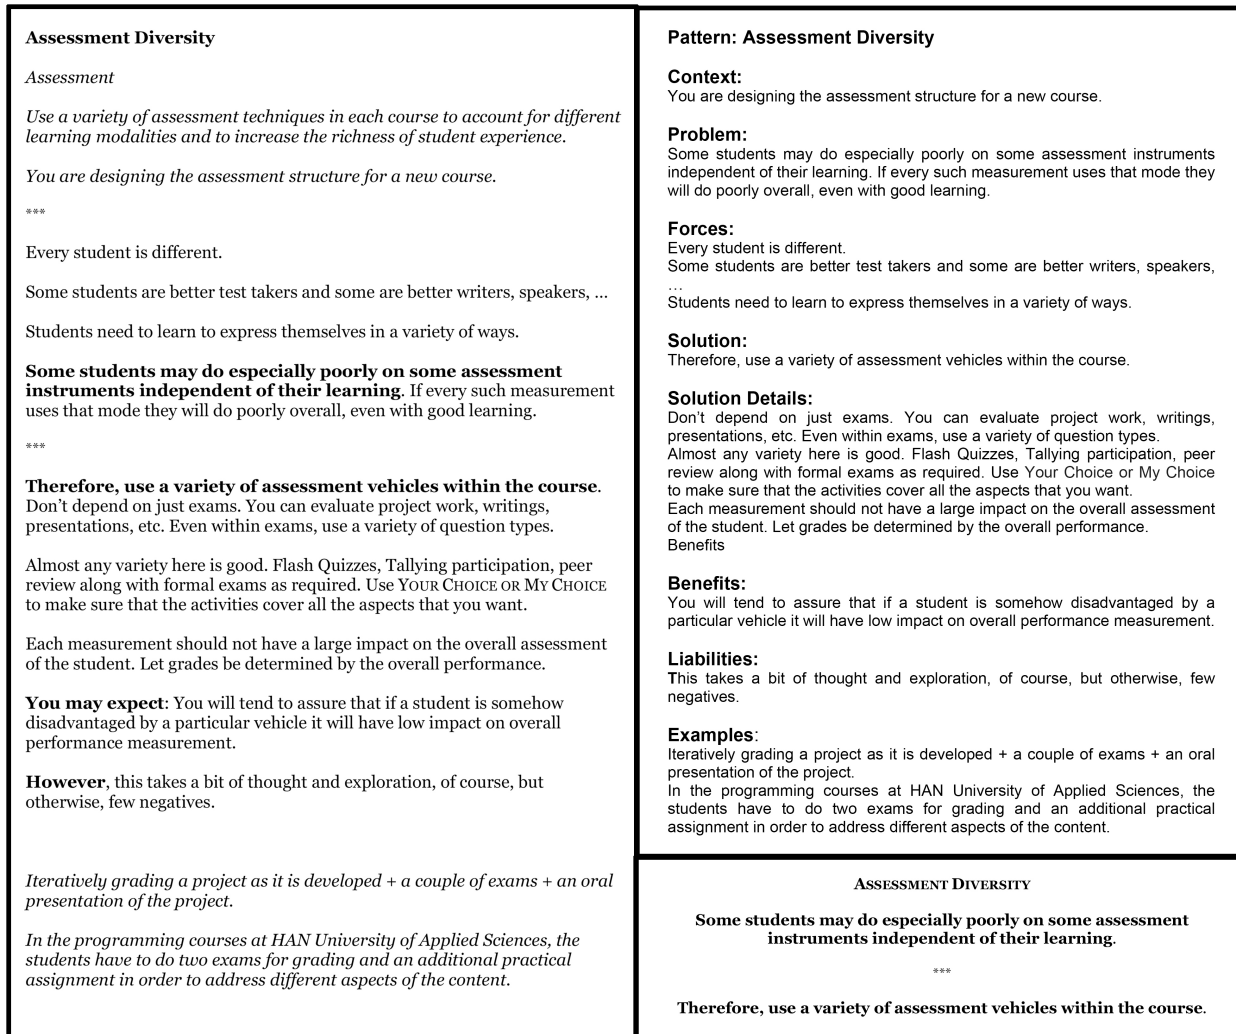 Assessment Diversity
Assessment
Use a variety of assessment techniques in each course to account for different
learning modalities and to increase the richness of student experience.
You are designing the assessment structure for a new course.
***
Every student is different.
Some students are better test takers and some are better writers, speakers, ...
Students need to learn to express themselves in a variety of ways.
Some students may do especially poorly on some assessment
instruments independent of their learning. If every such measurement
uses that mode they will do poorly overall, even with good learning.
***
Therefore, use a variety of assessment vehicles within the course.
Don't depend on just exams. You can evaluate project work, writings,
presentations, etc. Even within exams, use a variety of question types.
Almost any variety here is good. Flash Quizzes, Tallying participation, peer
review along with formal exams as required. Use YOUR CHOICE OR MY CHOICE
to make sure that the activities cover all the aspects that you want.
Each measurement should not have a large impact on the overall assessment
of the student. Let grades be determined by the overall performance.
You may expect: You will tend to assure that if a student is somehow
disadvantaged by a particular vehicle it will have low impact on overall
performance measurement.
However, this takes a bit of thought and exploration, of course, but
otherwise, few negatives.
Iteratively grading a project as it is developed + a couple of exams + an oral
presentation of the project.
In the programming courses at HAN University of Applied Sciences, the
students have to do two exams for grading and an additional practical
assignment in order to address different aspects of the content.
Pattern: Assessment Diversity
Context:
You are designing the assessment structure for a new course.
Problem:
Some students may do especially poorly on some assessment instruments
independent of their learning. If every such measurement uses that mode they
will do poorly overall, even with good learning.
Forces:
Every student is different.
Some students are better test takers and some are better writers, speakers,
…
Students need to learn to express themselves in a variety of ways.
Solution:
Therefore, use a variety of assessment vehicles within the course.
Solution Details:
Don't depend on just exams. You can evaluate project work, writings,
presentations, etc. Even within exams, use a variety of question types.
Almost any variety here is good. Flash Quizzes, Tallying participation, peer
review along with formal exams as required. Use Your Choice or My Choice
to make sure that the activities cover all the aspects that you want.
Each measurement should not have a large impact on the overall assessment
of the student. Let grades be determined by the overall performance.
Benefits
Benefits:
You will tend to assure that if a student is somehow disadvantaged by a
particular vehicle it will have low impact on overall performance measurement.
Liabilities:
This takes a bit of thought and exploration, of course, but otherwise, few
negatives.
Examples:
Iteratively grading a project as it is developed + a couple of exams + an oral
presentation of the project.
In the programming courses at HAN University of Applied Sciences, the
students have to do two exams for grading and an additional practical
assignment in order to address different aspects of the content.
ASSESSMENT DIVERSITY
Some students may do especially poorly on some assessment
instruments independent of their learning.
***
Therefore, use a variety of assessment vehicles within the course.